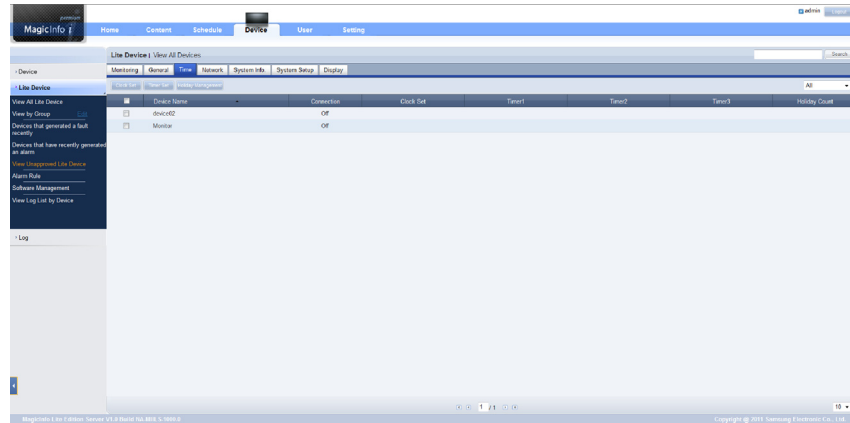 admin Logout
premium
MagicInfo i Home Content Schedule Device User Setting
Lite Device | View All Devices Search
Monitoring General Time Network System Info. System Setup Display
› Device
› Lite Device
Clock Set Timer Set Holiday Management All
Device Name Connection Clock Set Timer1 Timer2 Timer3 Holiday Count
device02 Off
Monitor Off
View All Lite Device
View by Group Edit
Devices that generated a fault
recently
Devices that have recently generated
an alarm
View Unapproved Lite Device
Alarm Rule
Software Management
View Log List by Device
› Log
1 / 1 10
MagicInfo Lite Edition Server
Copyright @ 2011 Samsung Electronic Co., Ltd.